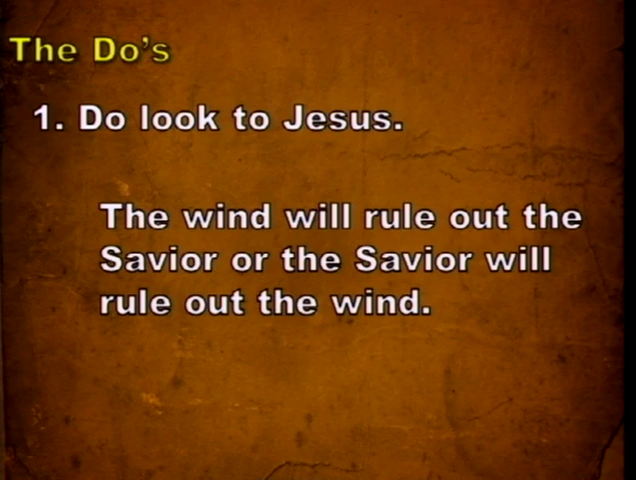 The Do's
1. Do look to Jesus.
The wind will rule out the
Savior or the Savior will
rule out the wind.